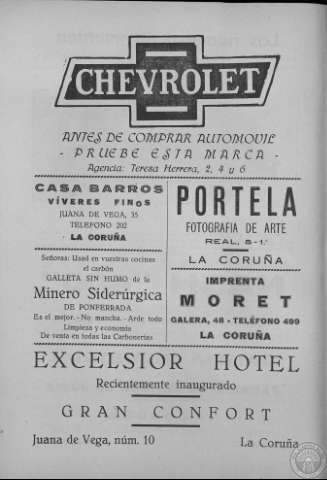 CHEVROLET
ANTES DE COMPRAR AUTOMOVIL
- PRUEBE ESTA MARCA -
Agencia: Teresa Herrera, 2, 4 y 6
CASA BARROS
VÍVERES FINOS
JUANA DE VEGA, 35
TELEFONO 202
LA CORUÑA
PORTELA
FOTOGRAFIA DE ARTE
REAL, 8-1.º
LA CORUÑA
Señoras: Usad en vuestras cocinas
el carbón
GALLETA SIN HUMO de la
Minero Siderúrgica
DE PONFERRADA
Es el mejor.-No mancha.-Arde todo
Limpieza y economía
De venta en todas las Carbonerías
IMPRENTA
MORET
GALERA, 48 - TELÉFONO 499
LA CORUÑA
EXCELSIOR HOTEL
Recientemente inaugurado
GRAN CONFORT
Juana de Vega, núm. 10 La Coruña